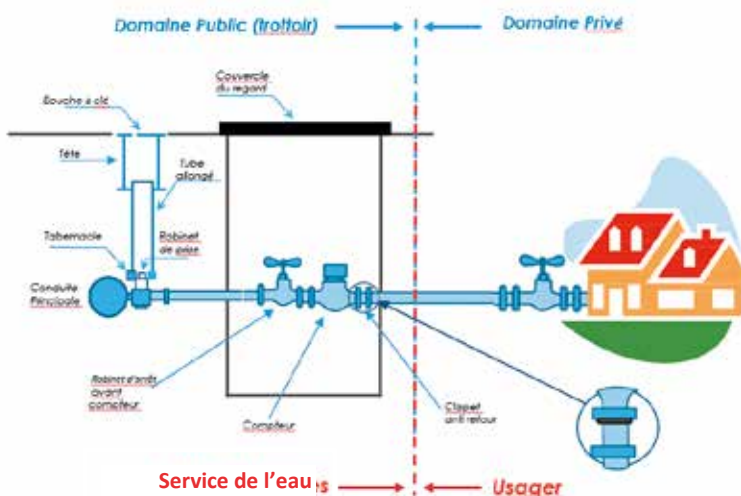 Domaine Public (trottoir)
Domaine Privé
Couvercle
du regard
Bouche à clé
Tête
Tube
allongé
Tabernacle
Robinet
de prise
Conduite
Principale
Robinet d'arrêt
avant
compteur
Compteur
Clapet
anti retour
Service de l'eau
es
Usager